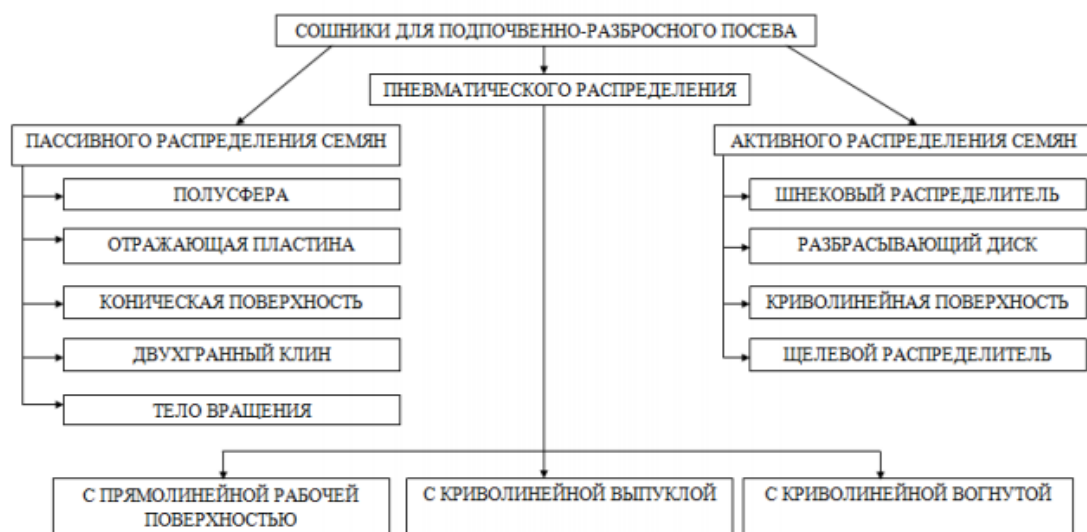 СОШНИКИ ДЛЯ ПОДПОЧВЕННО-РАЗБРОСНОГО ПОСЕВА
ПНЕВМАТИЧЕСКОГО РАСПРЕДЕЛЕНИЯ
ПАССИВНОГО РАСПРЕДЕЛЕНИЯ СЕМЯН
ПОЛУСФЕРА
ОТРАЖАЮЩАЯ ПЛАСТИНА
КОНИЧЕСКАЯ ПОВЕРХНОСТЬ
ДВУХГРАННЫЙ КЛИН
ТЕЛО ВРАЩЕНИЯ
АКТИВНОГО РАСПРЕДЕЛЕНИЯ СЕМЯН
ШНЕКОВЫЙ РАСПРЕДЕЛИТЕЛЬ
РАЗБРАСЫВАЮЩИЙ ДИСК
КРИВОЛИНЕЙНАЯ ПОВЕРХНОСТЬ
ЩЕЛЕВОЙ РАСПРЕДЕЛИТЕЛЬ
С ПРЯМОЛИНЕЙНОЙ РАБОЧЕЙ
ПОВЕРХНОСТЬЮ
С КРИВОЛИНЕЙНОЙ ВЫПУКЛОЙ
С КРИВОЛИНЕЙНОЙ ВОГНУТОЙ